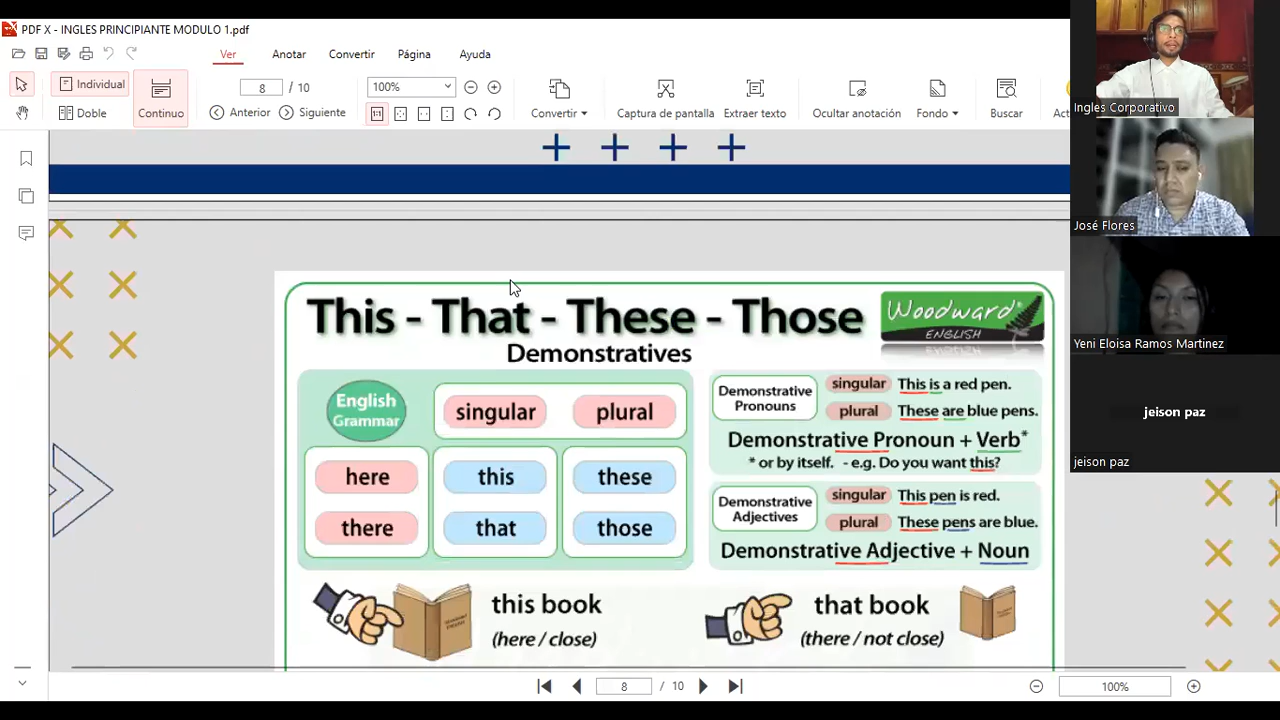 PDF X - INGLES PRINCIPIANTE MODULO 1.pdf
Ver Anotar Convertir Página Ayuda
Individual
Doble
Continuo
8 / 10
Anterior Siguiente
100%
Convertir
Captura de pantalla
Extraer texto
Ocultar anotación
Fondo
Buscar
Act
This - That - These - Those
Demonstratives
Woodward®
ENGLISH
English
Grammar
singular plural
here this these
there that those
Demonstrative
Pronouns
singular This is a red pen.
plural These are blue pens.
Demonstrative Pronoun + Verb*
* or by itself. - e.g. Do you want this?
Demonstrative
Adjectives
singular This pen is red.
plural These pens are blue.
Demonstrative Adjective + Noun
this book
(here / close)
that book
(there / not close)
8 / 10
100%
Ingles Corporativo
José Flores
Yeni Eloisa Ramos Martinez
jeison paz
jeison paz